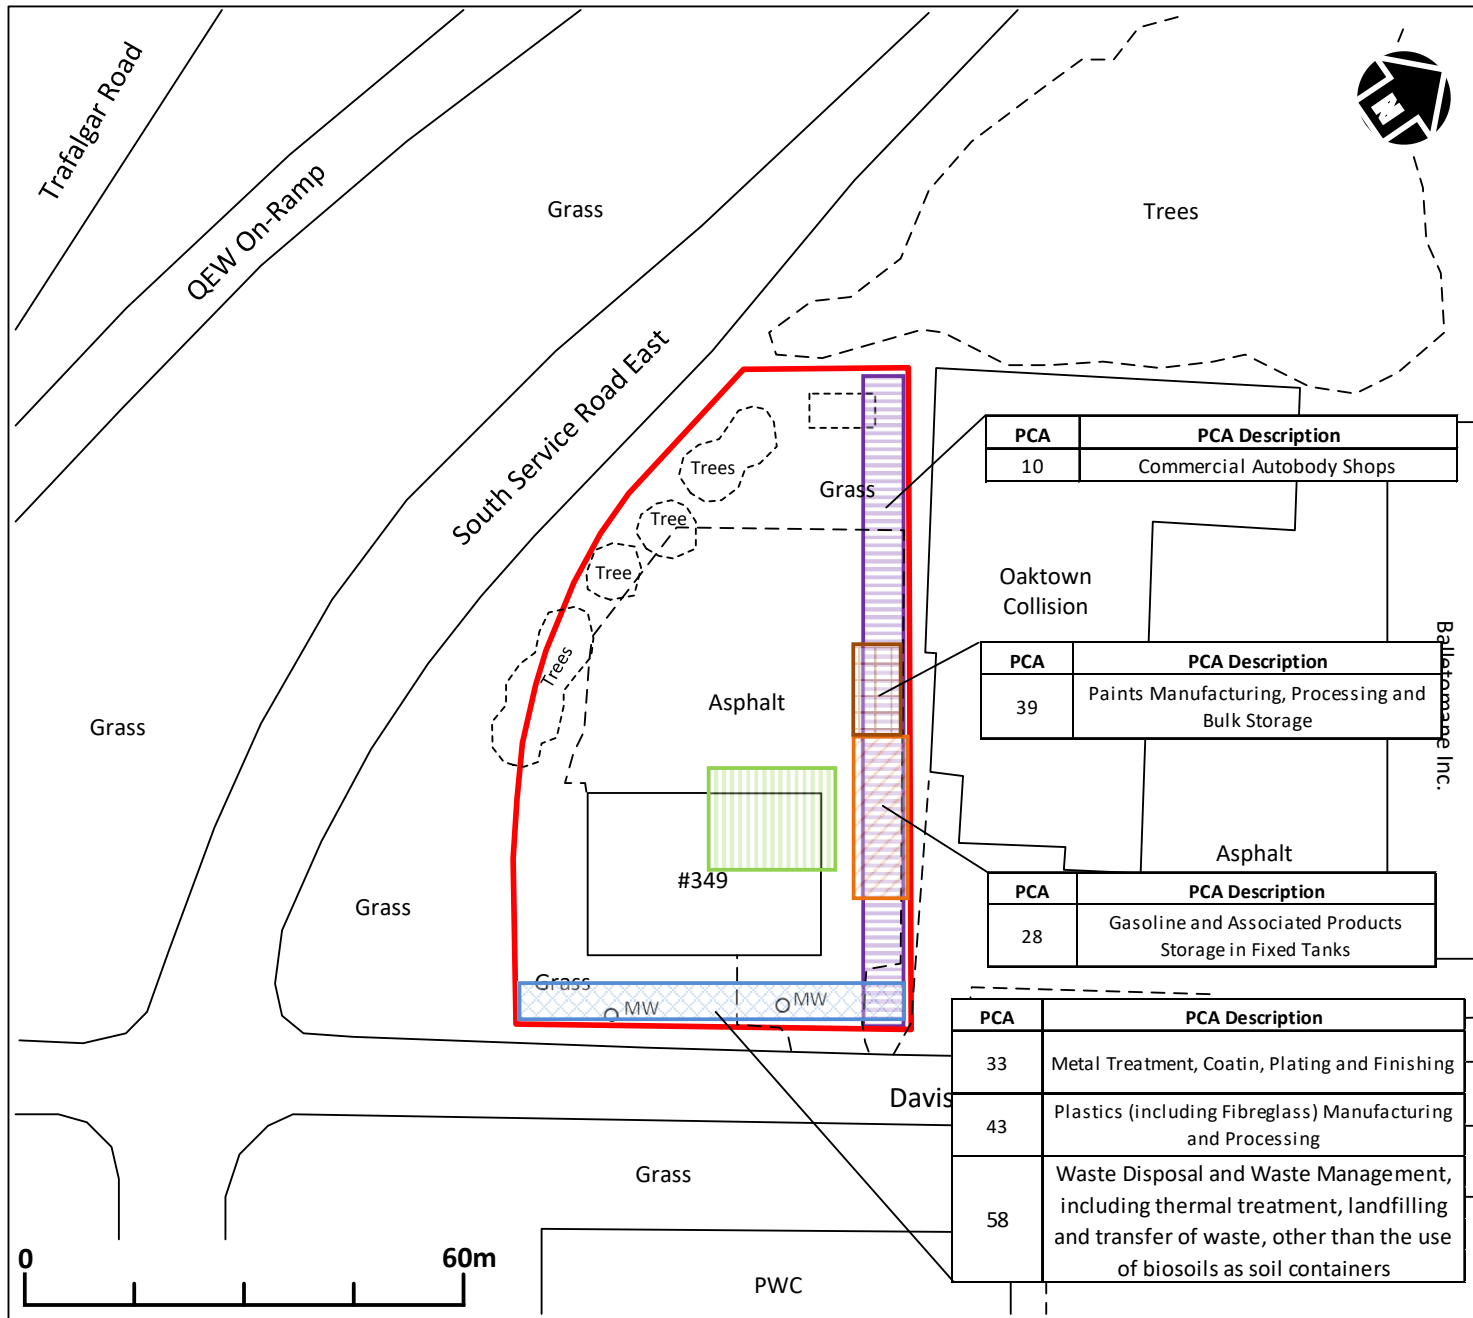 Trafalgar Road
QEW On-Ramp
Grass
Trees
N
South Service Road East
Trees
Grass
Tree
Tree
Trees
Asphalt
Grass
Grass
#349
Grass
MW
MW
PCA PCA Description
10 Commercial Autobody Shops
Oaktown
Collision
PCA PCA Description
39 Paints Manufacturing, Processing and
Bulk Storage
Balletomane Inc.
Asphalt
PCA PCA Description
28 Gasoline and Associated Products
Storage in Fixed Tanks
Davis
PCA PCA Description
33 Metal Treatment, Coatin, Plating and Finishing
43 Plastics (including Fibreglass) Manufacturing
and Processing
58 Waste Disposal and Waste Management,
including thermal treatment, landfilling
and transfer of waste, other than the use
of biosoils as soil containers
Grass
PWC
0 60m